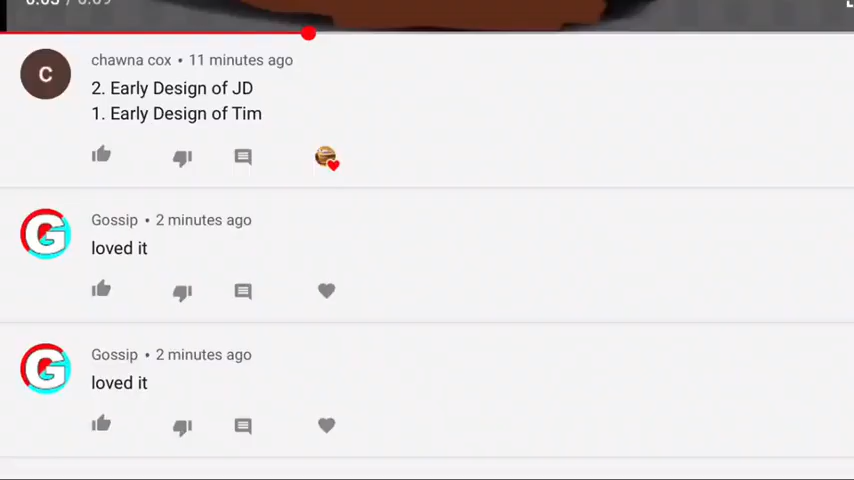 chawna cox • 11 minutes ago
2. Early Design of JD
1. Early Design of Tim
Gossip • 2 minutes ago
loved it
Gossip • 2 minutes ago
loved it